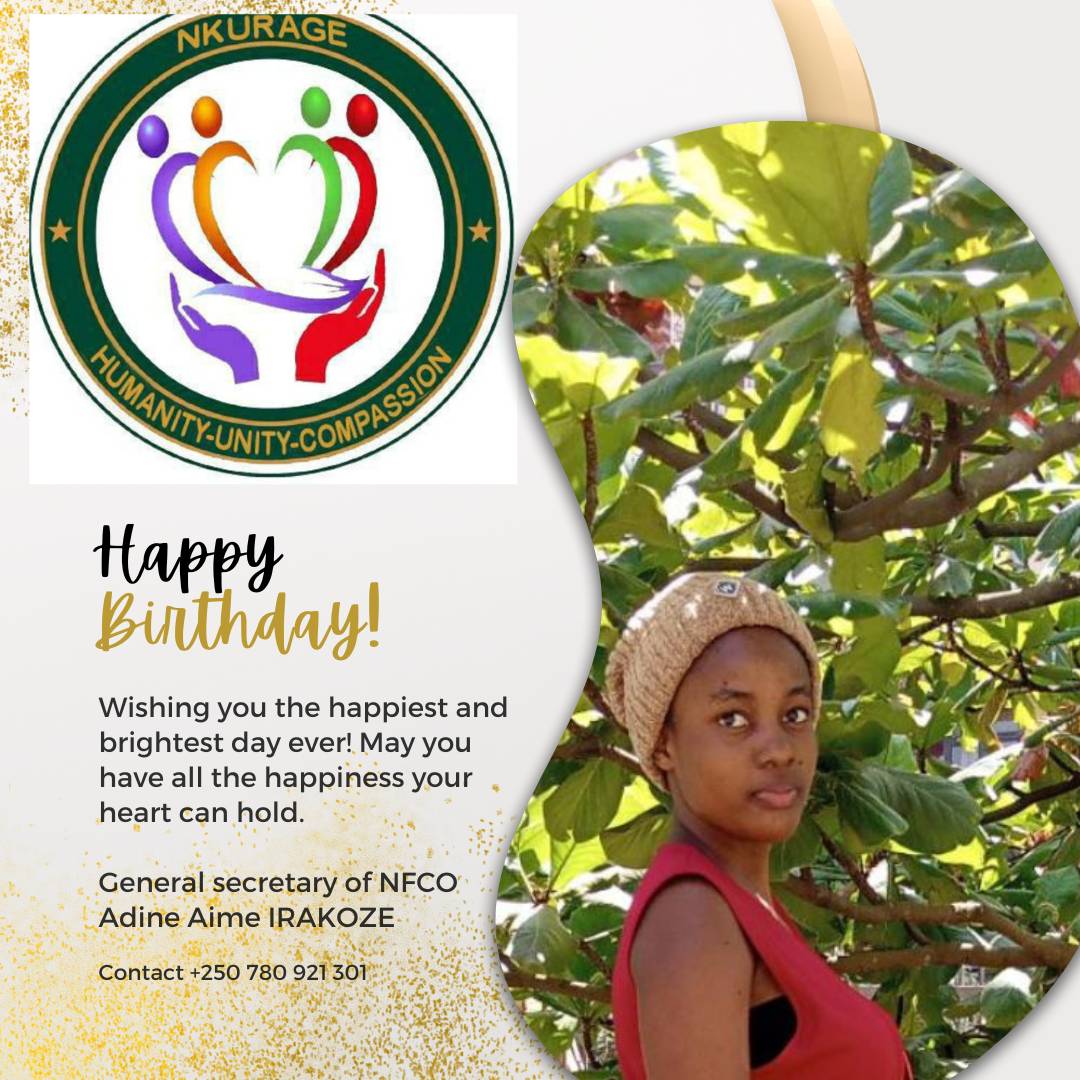 NKURAGE
HUMANITY-UNITY-COMPASSION
Happy
Birthday!
Wishing you the happiest and
brightest day ever! May you
have all the happiness your
heart can hold.
General secretary of NFCO
Adine Aime IRAKOZE
Contact +250 780 921 301